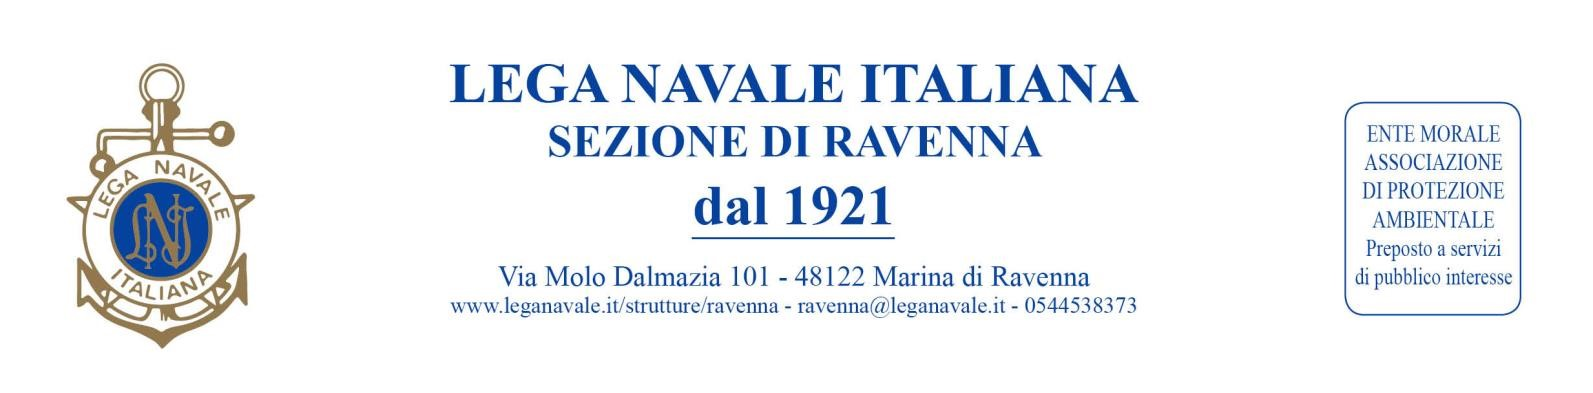 LEGA NAVALE
LNI
ITALIANA
LEGA NAVALE ITALIANA
SEZIONE DI RAVENNA
dal 1921
Via Molo Dalmazia 101 - 48122 Marina di Ravenna
www.leganavale.it/strutture/ravenna - ravenna@leganavale.it - 0544538373
ENTE MORALE
ASSOCIAZIONE
DI PROTEZIONE
AMBIENTALE
Preposto a servizi
di pubblico interesse